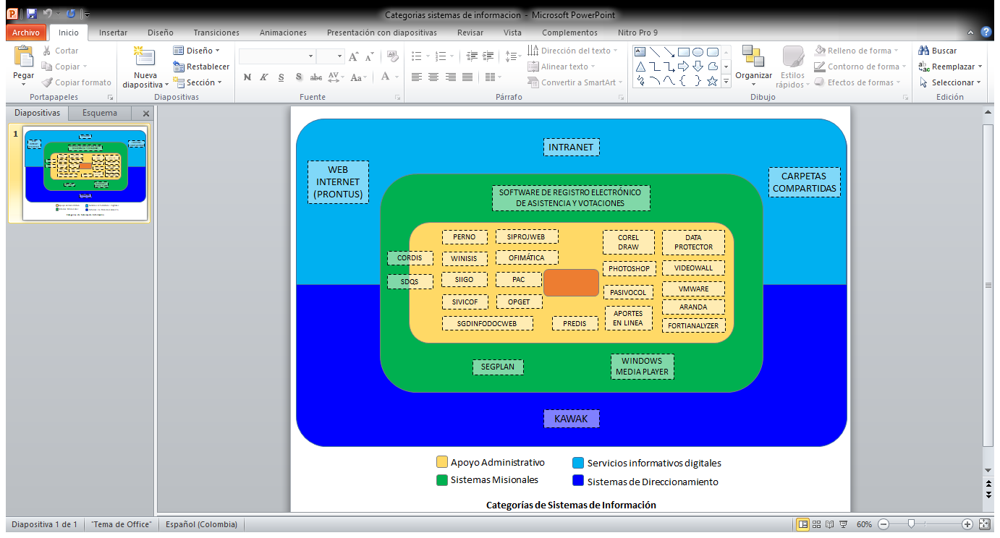 Categorias sistemas de informacion - Microsoft PowerPoint
Archivo Inicio Insertar Diseño Transiciones Animaciones Presentación con diapositivas Revisar Vista Complementos Nitro Pro 9
Pegar
Cortar
Copiar
Copiar formato
Portapapeles
Nueva
diapositiva
Diseño
Restablecer
Sección
Diapositivas
N K S S abc AV Aa A
Fuente
Dirección del texto
Alinear texto
Convertir a SmartArt
Párrafo
Organizar
Estilos
rápidos
Relleno de forma
Contorno de forma
Efectos de formas
Dibujo
Buscar
Reemplazar
Seleccionar
Edición
Diapositivas Esquema
1
INTRANET
WEB
INTERNET
(PRONTUS)
CARPETAS
COMPARTIDAS
SOFTWARE DE REGISTRO ELECTRÓNICO
DE ASISTENCIA Y VOTACIONES
CORDIS
SDQS
PERNO
WINISIS
SIIGO
SIVICOF
SGDINFODOCWEB
SIPROJWEB
OFIMÁTICA
PAC
OPGET
PREDIS
COREL
DRAW
PHOTOSHOP
PASIVOCOL
APORTES
EN LINEA
DATA
PROTECTOR
VIDEOWALL
VMWARE
ARANDA
FORTIANALYZER
SEGPLAN
WINDOWS
MEDIA PLAYER
KAWAK
Apoyo Administrativo
Servicios informativos digitales
Sistemas Misionales
Sistemas de Direccionamiento
Categorías de Sistemas de Información
Diapositiva 1 de 1 "Tema de Office" Español (Colombia) 60%